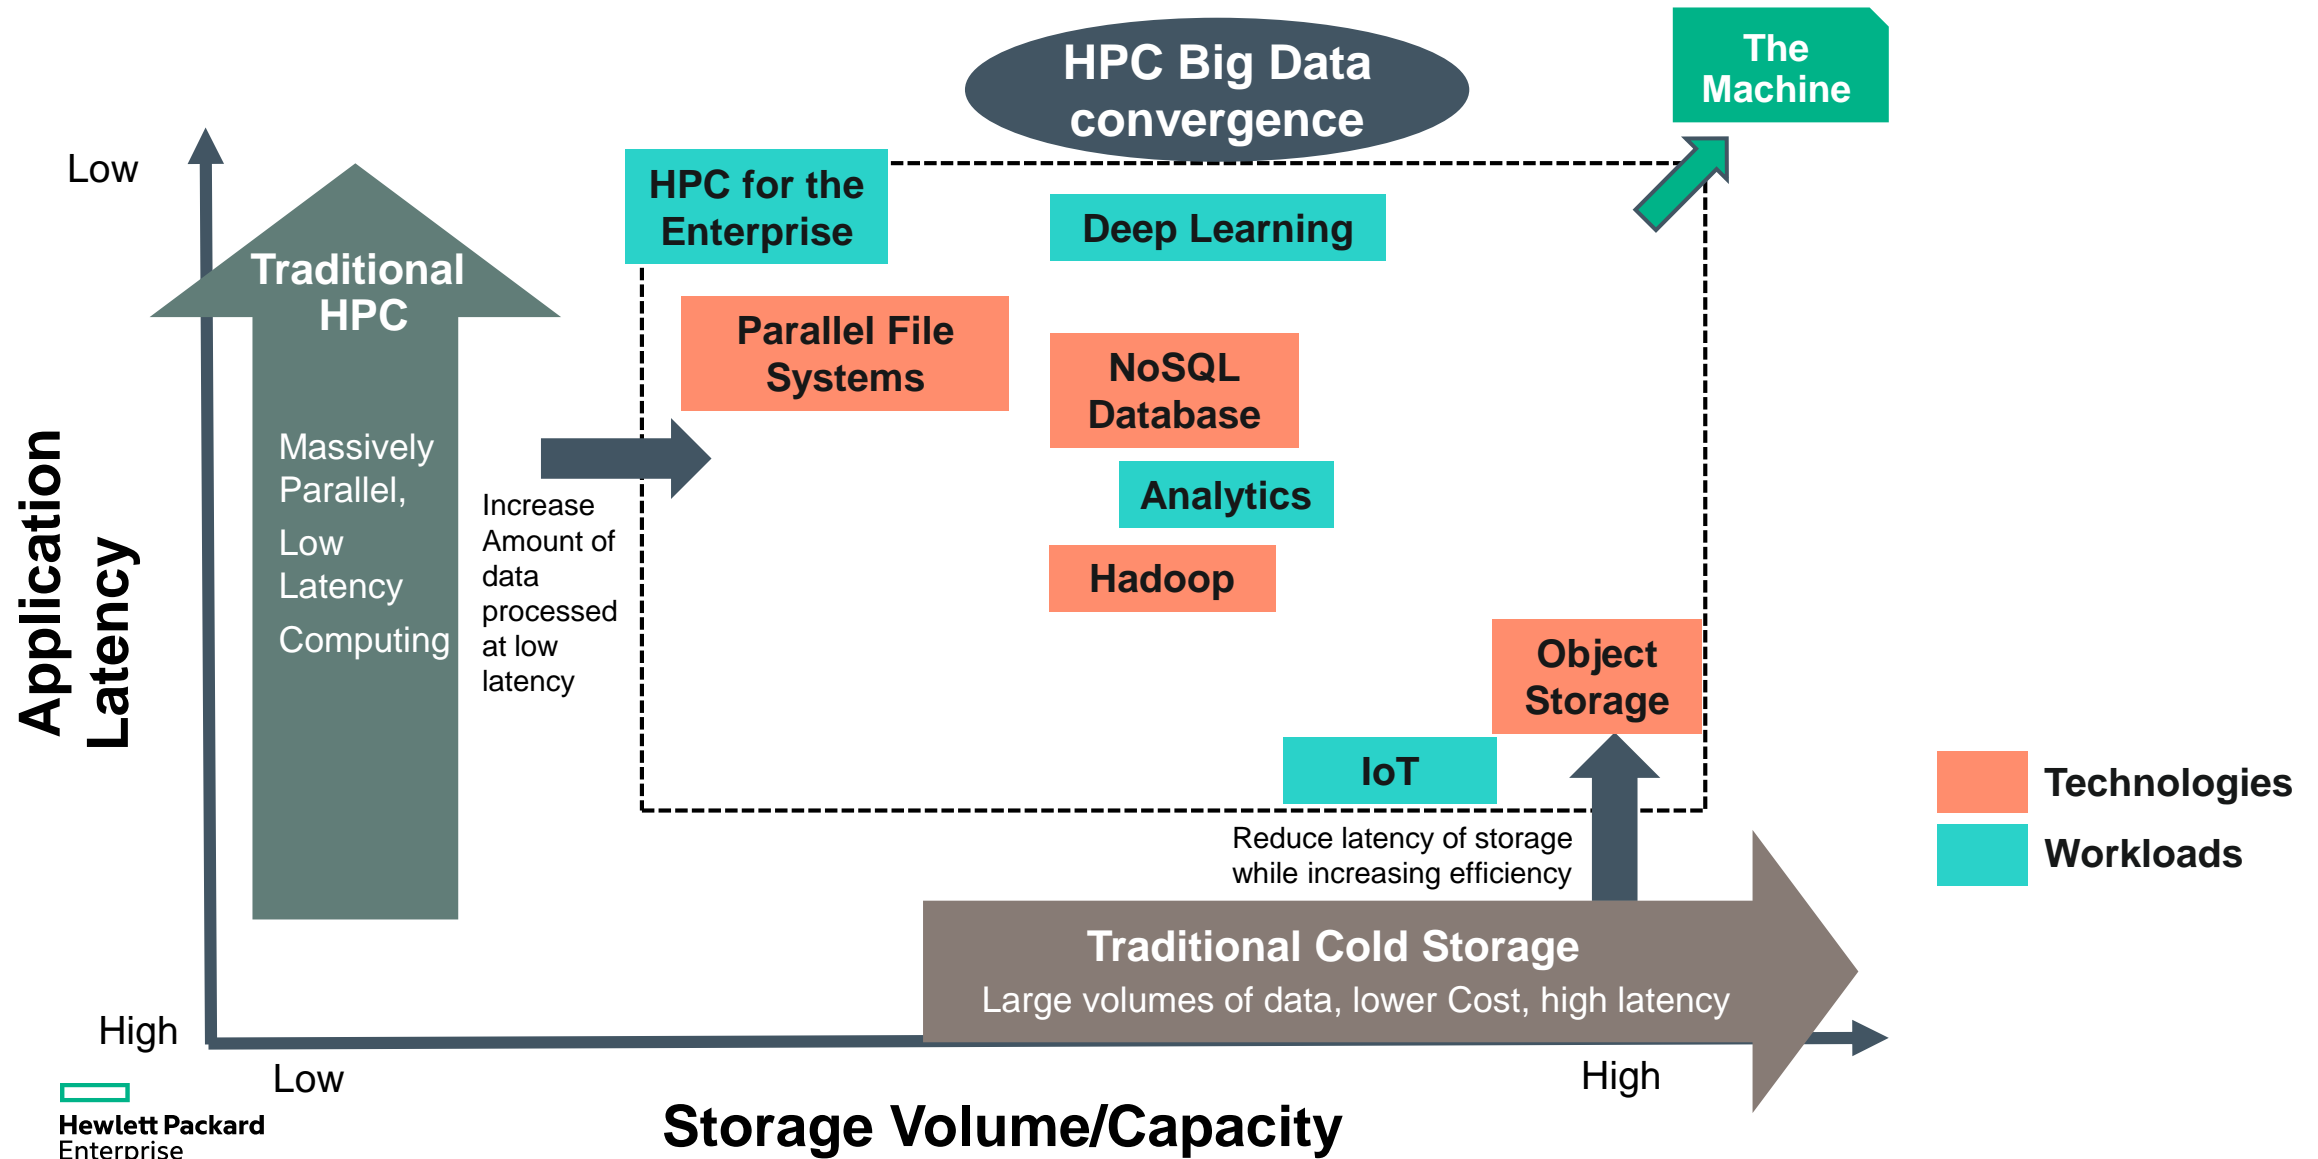 HPC Big Data
convergence
The
Machine
Low
HPC for the
Enterprise
Deep Learning
Traditional
HPC
Parallel File
Systems
NoSQL
Database
Massively
Parallel,
Low
Latency
Computing
Increase
Amount of
data
processed
at low
latency
Analytics
Hadoop
Object
Storage
IoT
Application
Latency
Technologies
Workloads
Reduce latency of storage
while increasing efficiency
Traditional Cold Storage
Large volumes of data, lower Cost, high latency
High
Low
High
Storage Volume/Capacity
Hewlett Packard
Enterprise